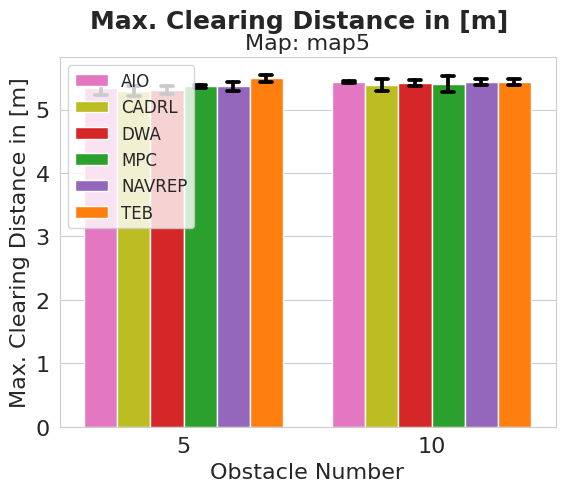 Max. Clearing Distance in [m]
Map: map5
Max. Clearing Distance in [m]
5
4
3
2
1
0
AIO
CADRL
DWA
MPC
NAVREP
TEB
5
10
Obstacle Number